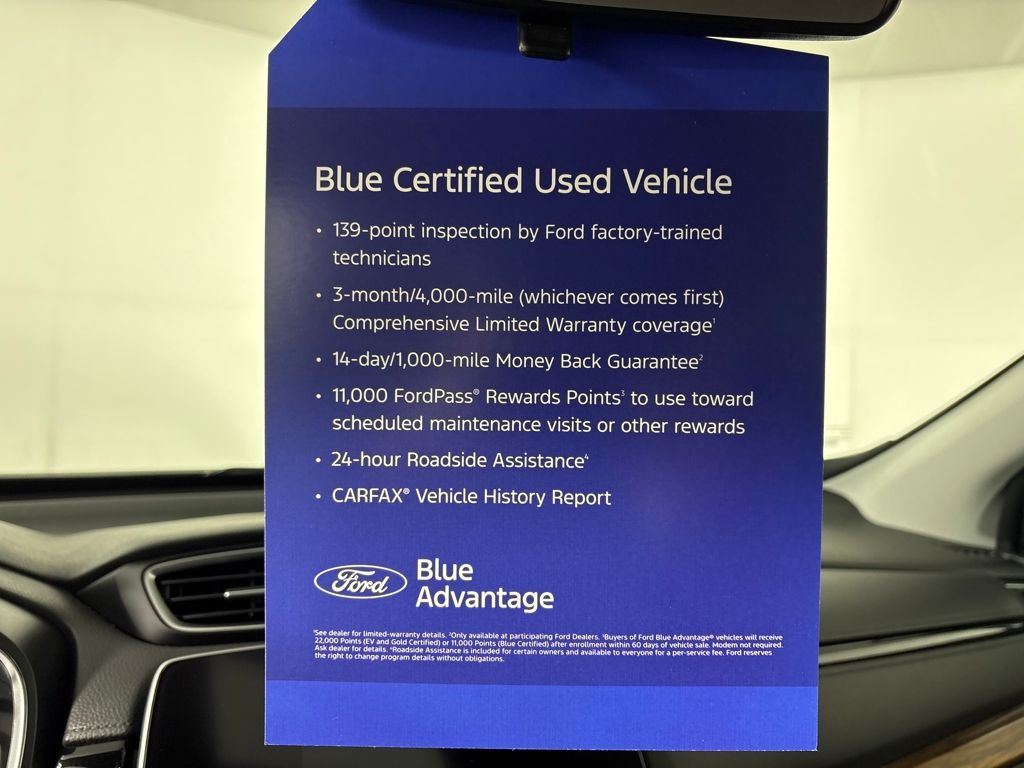 Blue Certified Used Vehicle
• 139-point inspection by Ford factory-trained
technicians
• 3-month/4,000-mile (whichever comes first)
Comprehensive Limited Warranty coverage¹
• 14-day/1,000-mile Money Back Guarantee²
• 11,000 FordPass® Rewards Points³ to use toward
scheduled maintenance visits or other rewards
• 24-hour Roadside Assistance⁴
• CARFAX® Vehicle History Report
Ford Blue
Advantage
¹See dealer for limited-warranty details. ²Only available at participating Ford Dealers. ³Buyers of Ford Blue Advantage® vehicles will receive
22,000 Points (EV and Gold Certified) or 11,000 Points (Blue Certified) after enrollment within 60 days of vehicle sale. Modem not required.
Ask dealer for details. ⁴Roadside Assistance is included for certain owners and available to everyone for a per-service fee. Ford reserves
the right to change program details without obligations.